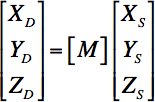 [X_D Y_D Z_D] = [M] [X_S Y_S Z_S]